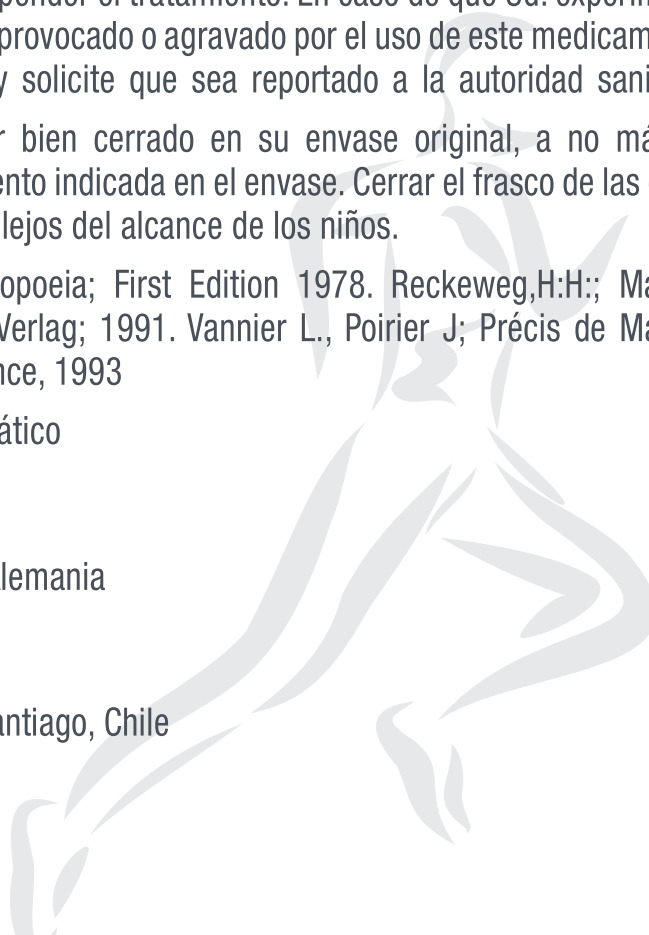 pender el tratamiento. En caso de que Ud. experim
provocado o agravado por el uso de este medicam
y solicite que sea reportado a la autoridad sani
r bien cerrado en su envase original, a no má
ento indicada en el envase. Cerrar el frasco de las
lejos del alcance de los niños.
opoeia; First Edition 1978. Reckeweg,H:H:; Ma
Verlag; 1991. Vannier L., Poirier J; Précis de Ma
nce, 1993
ático
lemania
antiago, Chile